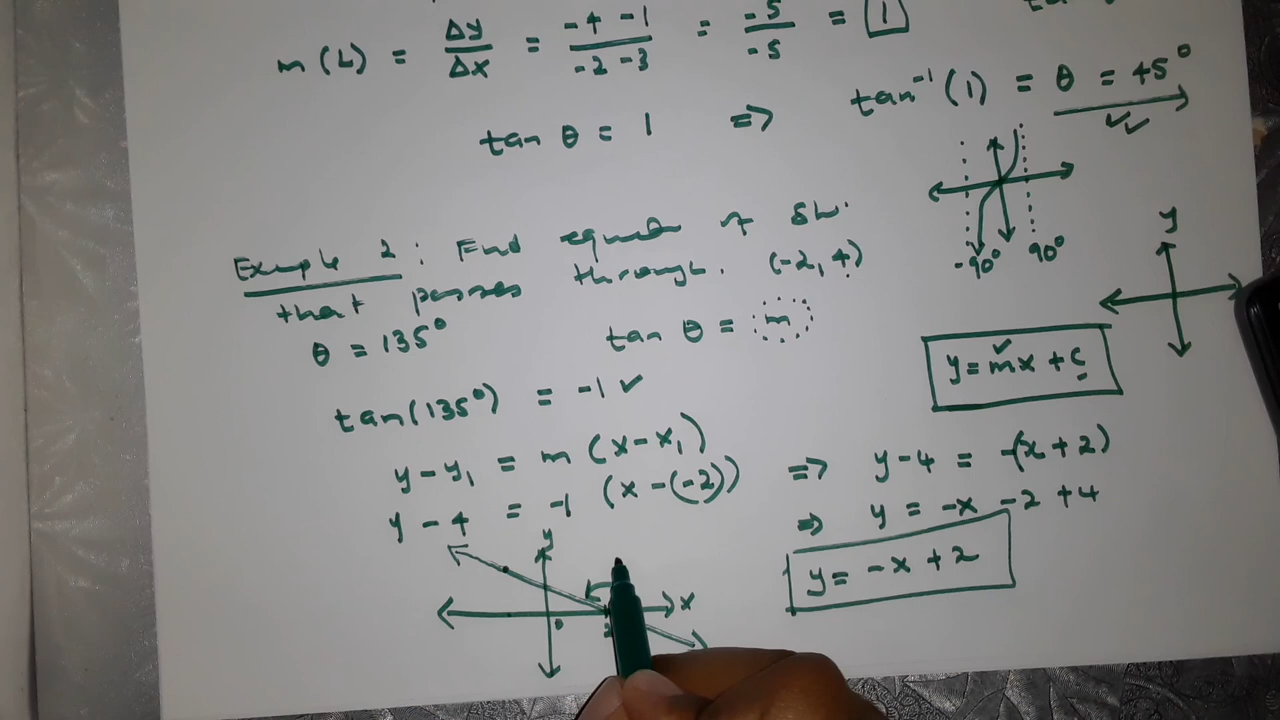 m(L) = Δy/Δx = -4 -1/-2 -3 = -5/-5 = 1
tan θ = 1 => tan⁻¹(1) = θ = 45°
-90° 90°
Example 2: Find equation of
that passes through. (-2, 4)
θ = 135° tan θ = m
y
y = mx + c
tan(135°) = -1 ✓
y - y₁ = m (x - x₁)
y - 4 = -1 (x - (-2)) => y - 4 = -(x + 2)
=> y = -x - 2 + 4
y = -x + 2
y
x
0